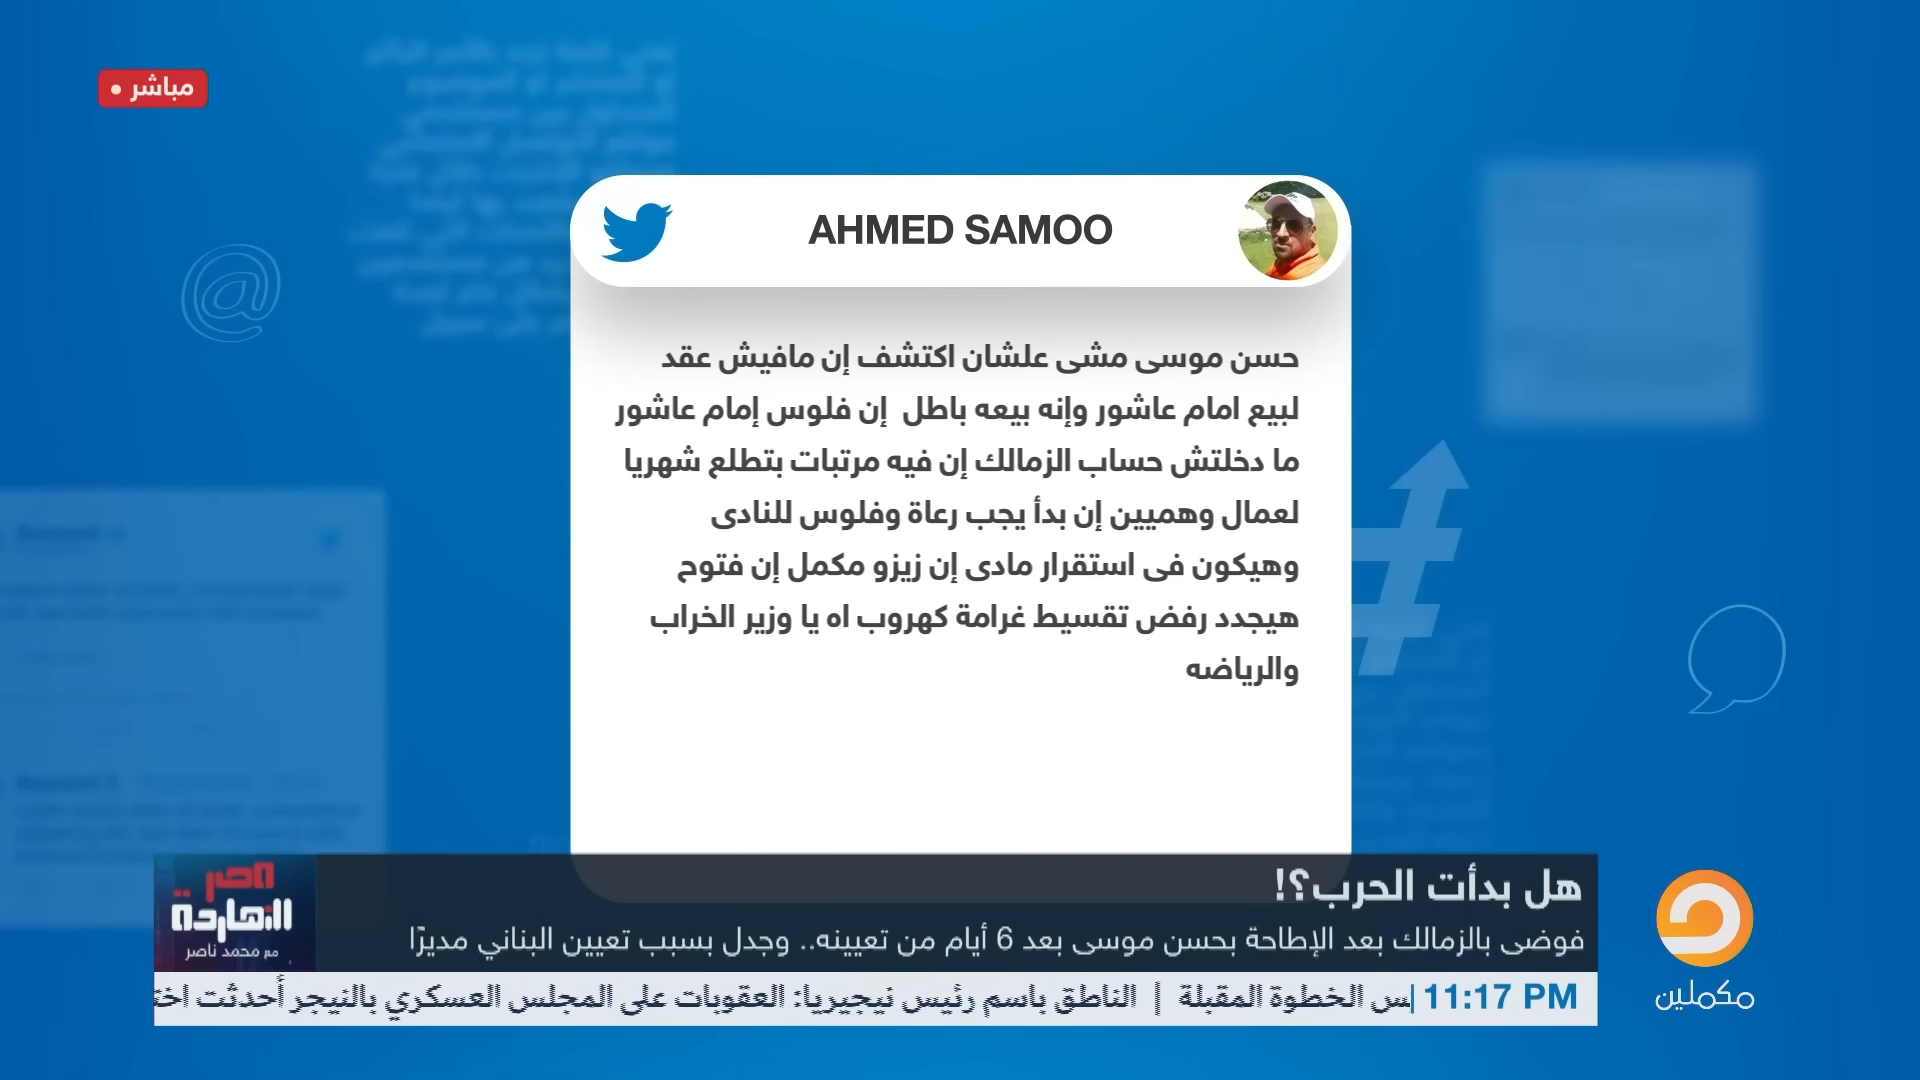 مباشر
AHMED SAMOO
حسن موسى مشى علشان اكتشف إن مافيش عقد
لبيع امام عاشور وإنه بيعه باطل إن فلوس إمام عاشور
ما دخلتش حساب الزمالك إن فيه مرتبات بتطلع شهريا
لعمال وهميين إن بدأ يجب رعاة وفلوس للنادى
وهيكون فى استقرار مادى إن زيزو مكمل إن فتوح
هيجدد رفض تقسيط غرامة كهروب اه يا وزير الخراب
والرياضه
هل بدأت الحرب؟!
فوضى بالزمالك بعد الإطاحة بحسن موسى بعد 6 أيام من تعيينه.. وجدل بسبب تعيين البناني مديرًا
مصر
النهاردة
مع محمد ناصر
11:17 PM
الخطوة المقبلة | الناطق باسم رئيس نيجيريا: العقوبات على المجلس العسكري بالنيجر أحدثت
مكملين